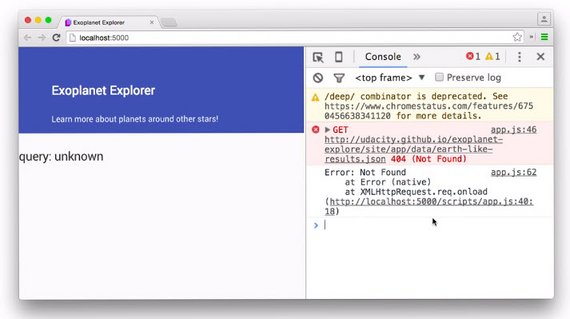 Exoplanet Explorer
localhost:5000
Exoplanet Explorer
Learn more about planets around other stars!
query: unknown
Console » 1 1
<top frame> ▼ Preserve log
/deep/ combinator is deprecated. See
https://www.chromestatus.com/features/675
0456638341120 for more details.
▶ GET app.js:46
http://udacity.github.io/exoplanet-
explore/site/app/data/earth-like-
results.json 404 (Not Found)
Error: Not Found app.js:62
at Error (native)
at XMLHttpRequest.req.onload
(http://localhost:5000/scripts/app.js:40:
18)
>